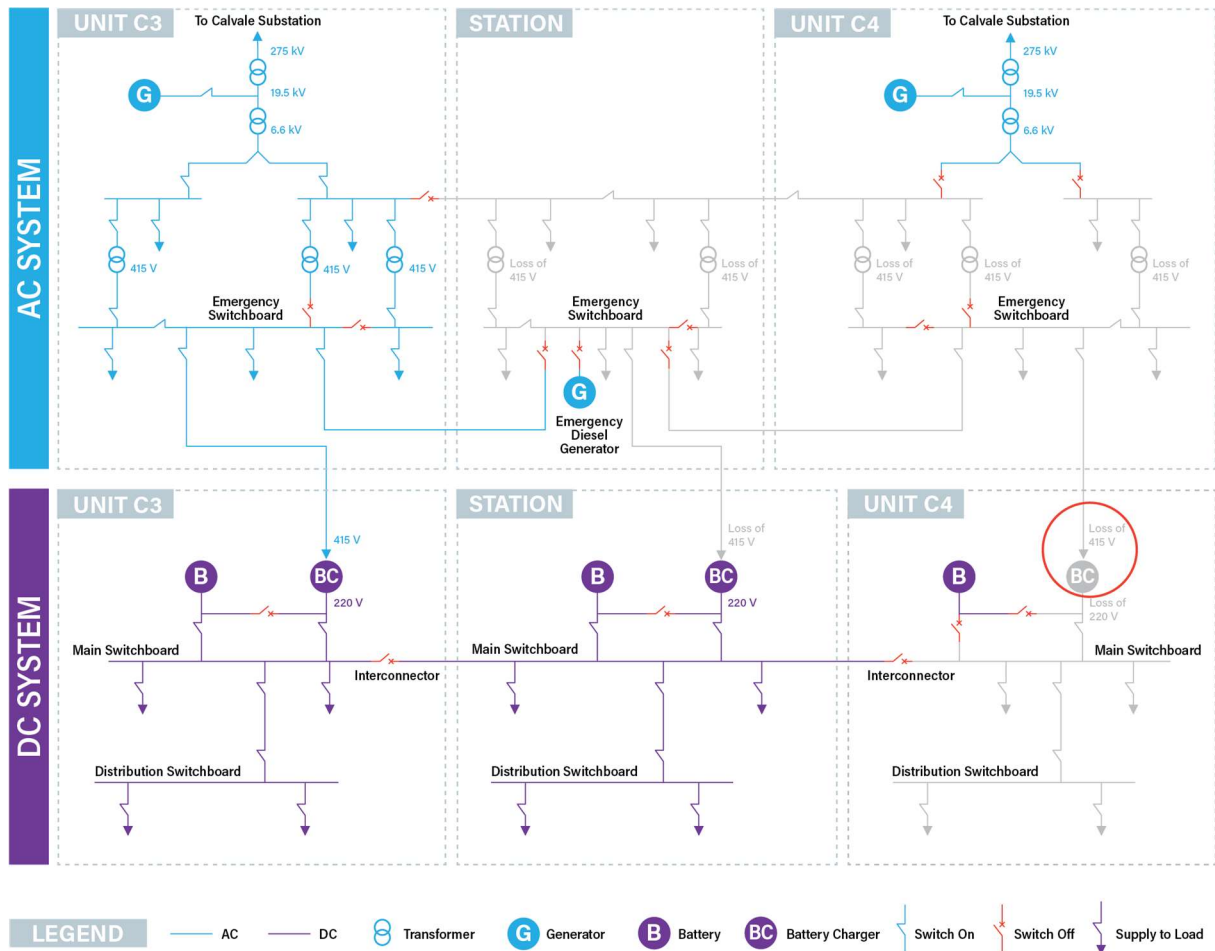 AC SYSTEM
UNIT C3
To Calvale Substation
275 kV
G
19.5 kV
6.6 kV
415 V
415 V
415 V
Emergency
Switchboard
STATION
Loss of
415 V
Loss of
415 V
Emergency
Switchboard
G
Emergency
Diesel
Generator
UNIT C4
To Calvale Substation
275 kV
G
19.5 kV
6.6 kV
Loss of
415 V
Loss of
415 V
Loss of
415 V
Emergency
Switchboard
DC SYSTEM
UNIT C3
415 V
B
BC
220 V
Main Switchboard
Interconnector
Distribution Switchboard
STATION
Loss of
415 V
B
BC
220 V
Main Switchboard
Interconnector
Distribution Switchboard
UNIT C4
Loss of
415 V
B
BC
Loss of
220 V
Main Switchboard
Distribution Switchboard
LEGEND
AC
DC
Transformer
G
Generator
B
Battery
BC
Battery Charger
Switch On
Switch Off
Supply to Load